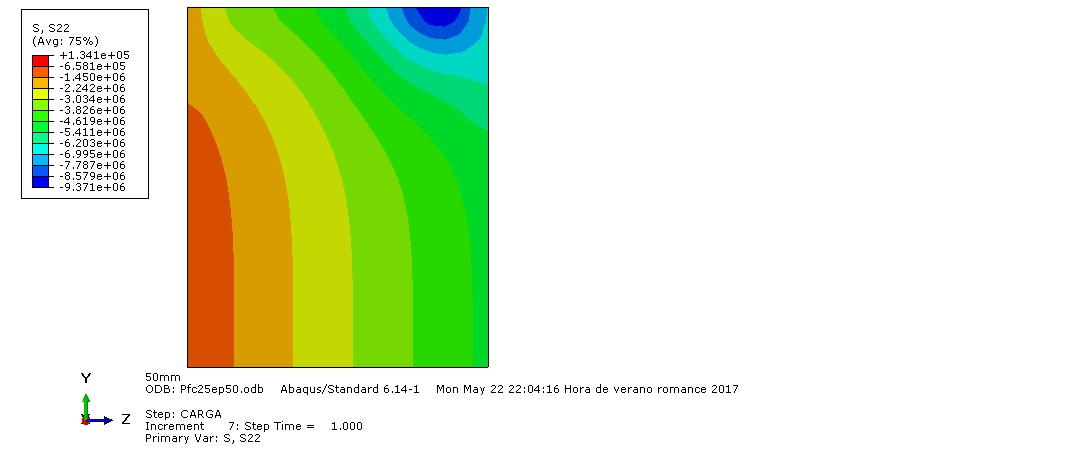 S, S22
(Avg: 75%)
+1.341e+05
-6.581e+05
-1.450e+06
-2.242e+06
-3.034e+06
-3.826e+06
-4.619e+06
-5.411e+06
-6.203e+06
-6.995e+06
-7.787e+06
-8.579e+06
-9.371e+06
Y
Z
50mm
ODB: Pfc25ep50.odb Abaqus/Standard 6.14-1 Mon May 22 22:04:16 Hora de verano romance 2017
Step: CARGA
Increment 7: Step Time = 1.000
Primary Var: S, S22